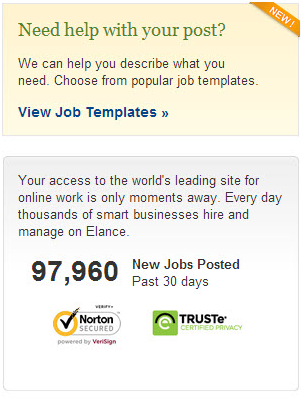 NEW!
Need help with your post?
We can help you describe what you
need. Choose from popular job templates.
View Job Templates »
Your access to the world's leading site for
online work is only moments away. Every day
thousands of smart businesses hire and
manage on Elance.
97,960 New Jobs Posted
Past 30 days
VERIFY►
Norton
SECURED
powered by VeriSign
TRUSTe
CERTIFIED PRIVACY